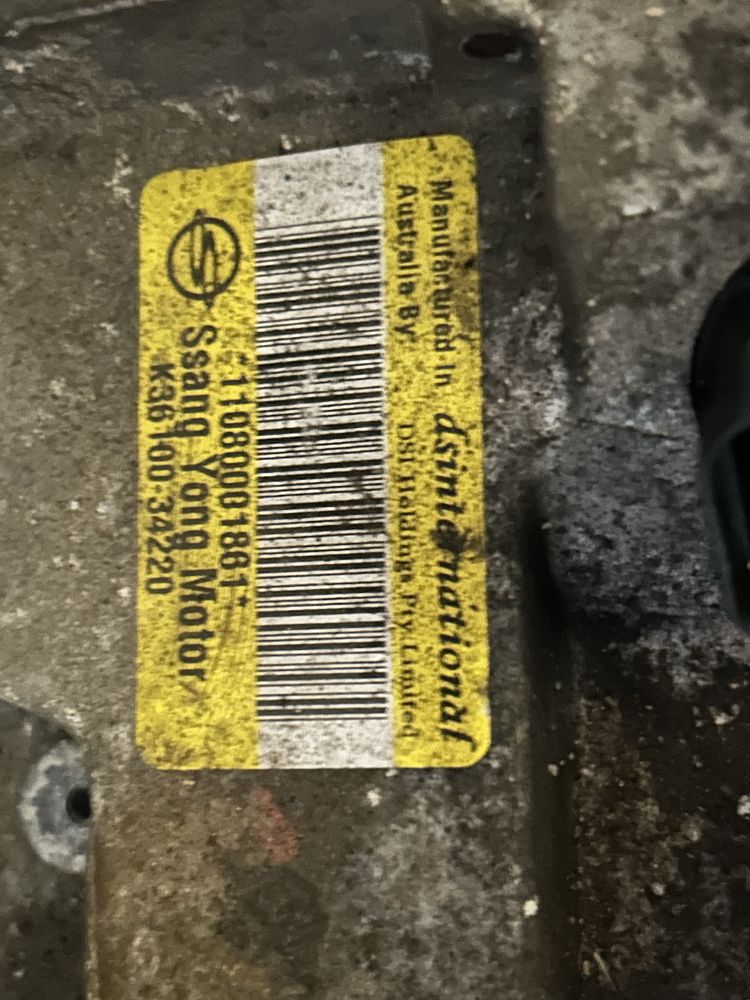 Manufactured In dsinternational
Australia By DSI Holdings Pty Limited
*11080001861*
Ssang Yong Motor
K36100-34220